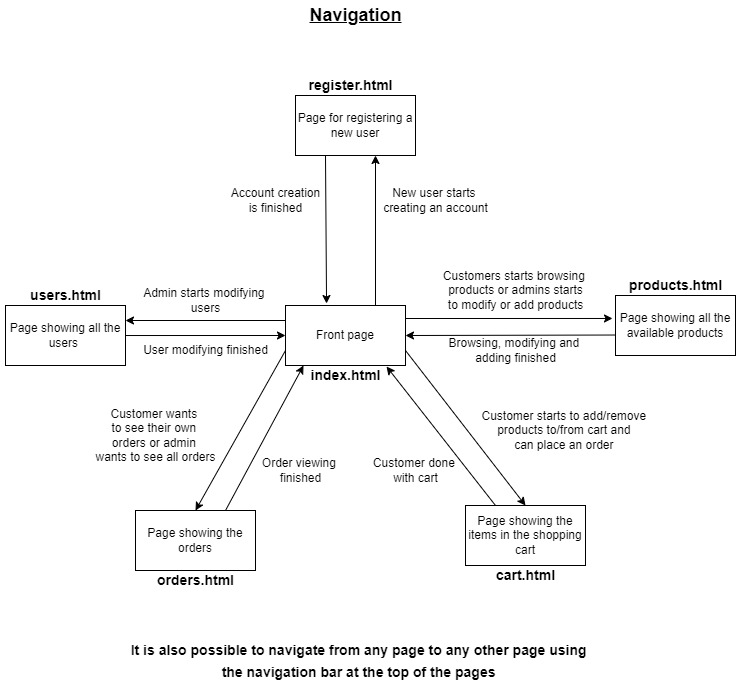 Navigation
register.html
Page for registering a
new user
Account creation
is finished
New user starts
creating an account
users.html
Page showing all the
users
Admin starts modifying
users
User modifying finished
Front page
index.html
Customers starts browsing
products or admins starts
to modify or add products
Browsing, modifying and
adding finished
products.html
Page showing all the
available products
Customer wants
to see their own
orders or admin
wants to see all orders
Order viewing
finished
Customer done
with cart
Customer starts to add/remove
products to/from cart and
can place an order
Page showing the
orders
orders.html
Page showing the
items in the shopping
cart
cart.html
It is also possible to navigate from any page to any other page using
the navigation bar at the top of the pages